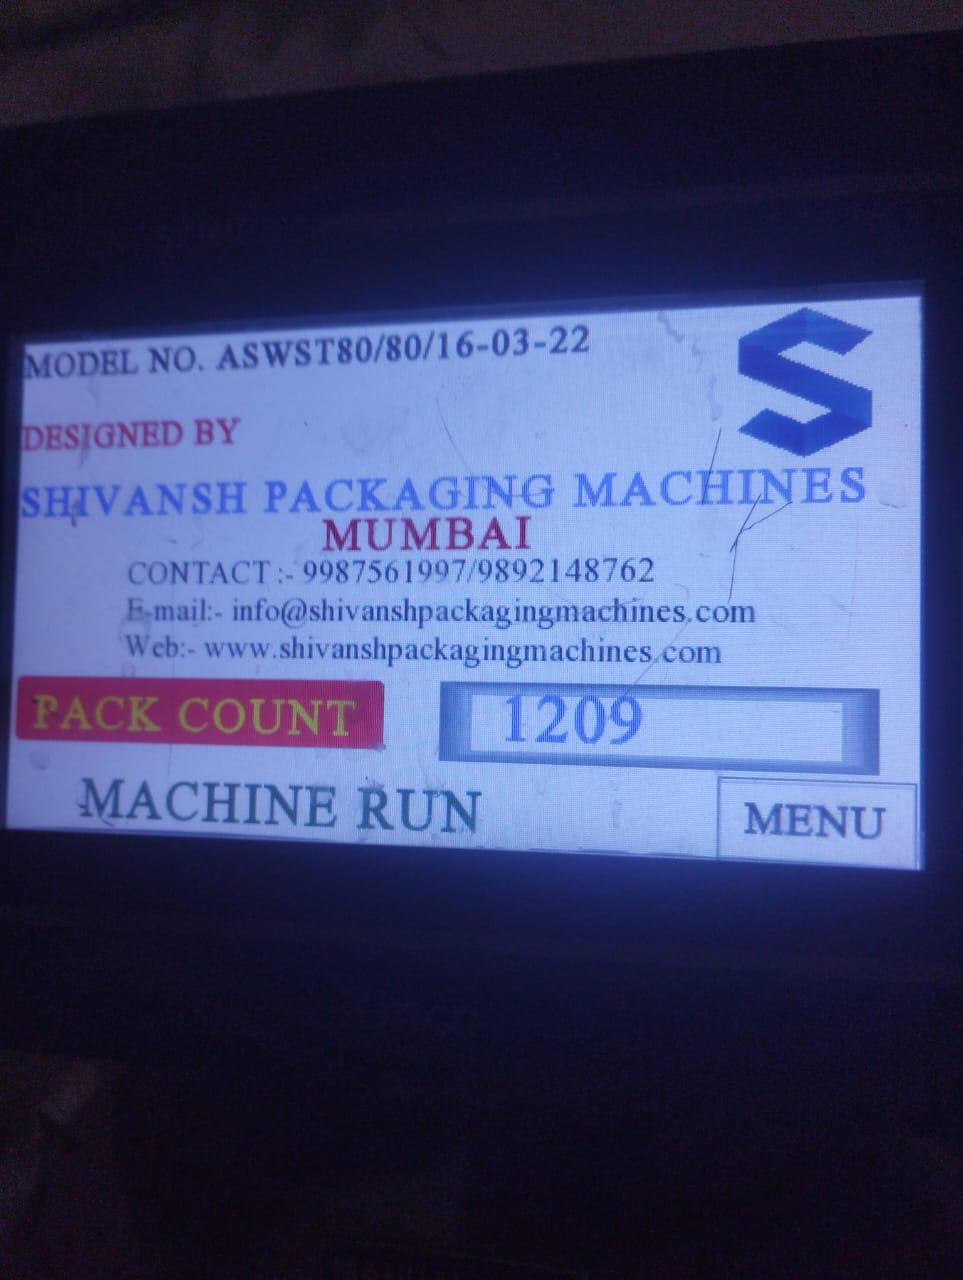 MODEL NO. ASWST80/80/16-03-22
DESIGNED BY
SHIVANSH PACKAGING MACHINES
MUMBAI
CONTACT :- 9987561997/9892148762
E-mail:- info@shivanshpackagingmachines.com
Web:- www.shivanshpackagingmachines.com
PACK COUNT 1209
MACHINE RUN MENU